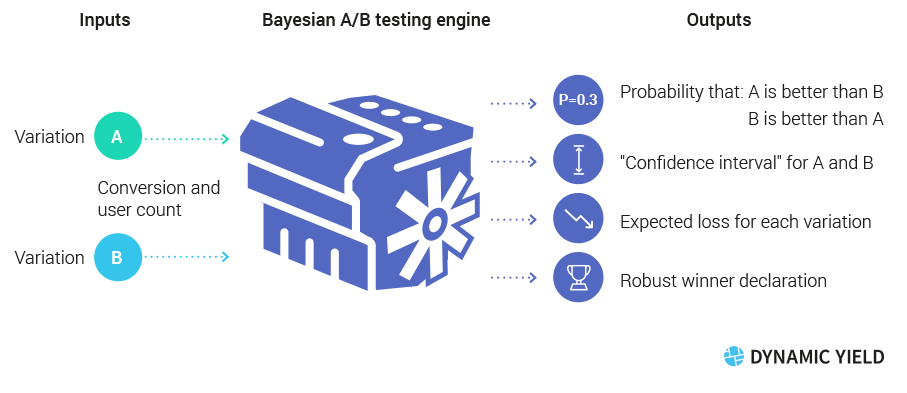 Inputs
Bayesian A/B testing engine
Outputs
Variation A
Conversion and
user count
Variation B
P=0.3
Probability that: A is better than B
B is better than A
"Confidence interval" for A and B
Expected loss for each variation
Robust winner declaration
DYNAMIC YIELD